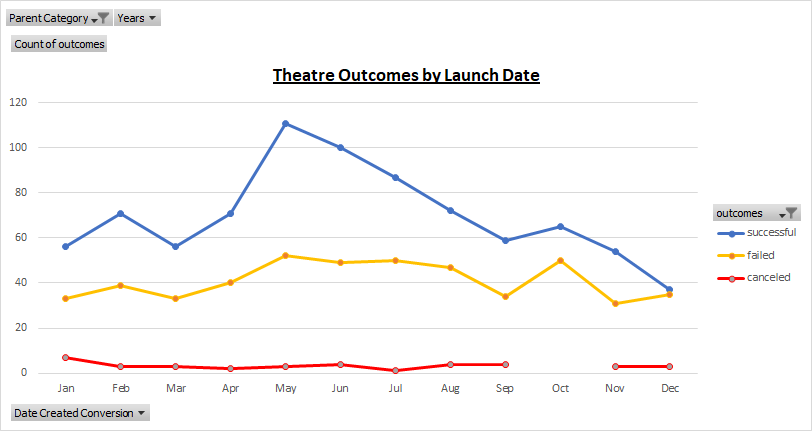 Parent Category Years
Count of outcomes
Theatre Outcomes by Launch Date
120
100
80
60
40
20
0
Jan Feb Mar Apr May Jun Jul Aug Sep Oct Nov Dec
outcomes
successful
failed
canceled
Date Created Conversion